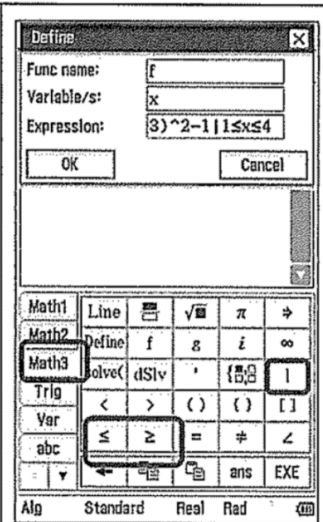 Define
Func name: f
Variable/s: x
Expression: 3)^2-1|1≤x≤4
OK Cancel
Math1 Line √ π ⇒
Math2 Define f g i ∞
Math3 solve( dSlv ' |
Trig < > ( ) { } [ ]
Var ≤ ≥ = ≠ ∠
abc
▼ ans EXE
Alg Standard Real Rad